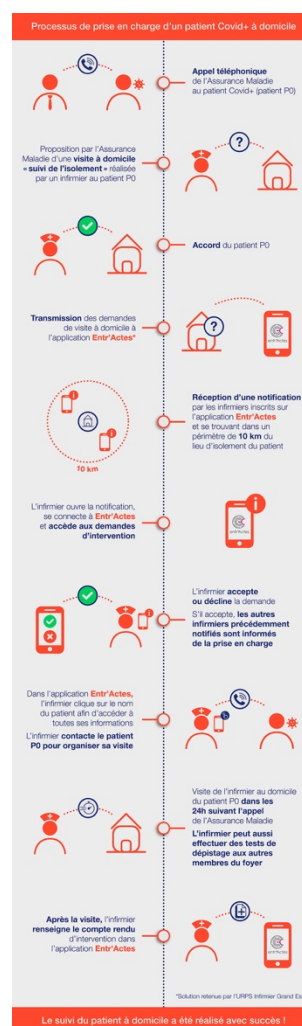 Processus de prise en charge d'un patient Covid+ à domicile
Appel téléphonique
de l'Assurance Maladie
au patient Covid+ (patient P0)
Proposition par l'Assurance
Maladie d'une visite à domicile
« suivi de l'isolement » réalisée
par un infirmier au patient P0
?
Accord du patient P0
Transmission des demandes
de visite à domicile à
l'application Entr'Actes*
?
entr'actes
Réception d'une notification
par les infirmiers inscrits sur
l'application Entr'Actes
et se trouvant dans un
périmètre de 10 km du
lieu d'isolement du patient
10 km
L'infirmier ouvre la notification,
se connecte à Entr'Actes
et accède aux demandes
d'intervention
entr'actes
L'infirmier accepte
ou décline la demande
S'il accepte, les autres
infirmiers précédemment
notifiés sont informés
de la prise en charge
Dans l'application Entr'Actes,
l'infirmier clique sur le nom
du patient afin d'accéder à
toutes ses informations
L'infirmier contacte le patient
P0 pour organiser sa visite
Visite de l'infirmier au domicile
du patient P0 dans les
24h suivant l'appel
de l'Assurance Maladie
L'infirmier peut aussi
effectuer des tests de
dépistage aux autres
membres du foyer
Après la visite, l'infirmier
renseigne le compte rendu
d'intervention dans
l'application Entr'Actes
entr'actes
*Solution retenue par l'URPS Infirmier Grand Es
Le suivi du patient à domicile a été réalisé avec succès !